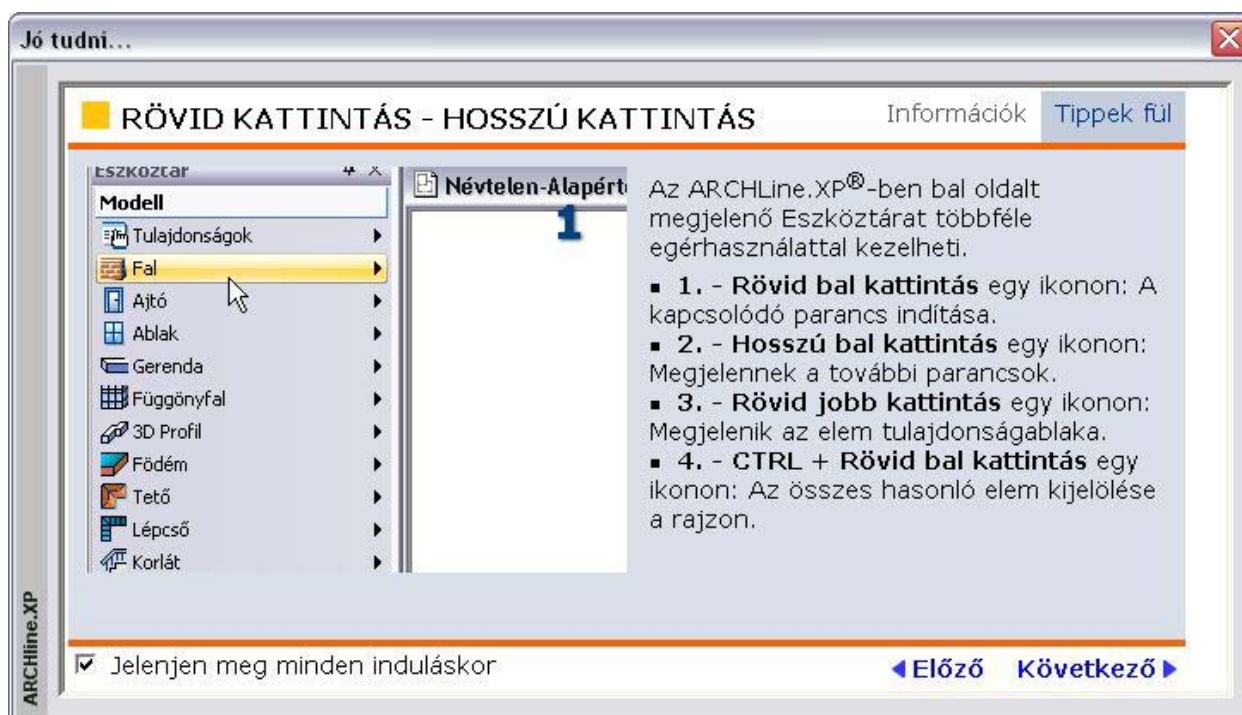 Jó tudni...
RÖVID KATTINTÁS - HOSSZÚ KATTINTÁS
Információk
Tippek fül
Eszköztár
Modell
Tulajdonságok
Fal
Ajtó
Ablak
Gerenda
Függönyfal
3D Profil
Födém
Tető
Lépcső
Korlát
Névtelen-Alapért
1
Az ARCHLine.XP®-ben bal oldalt
megjelenő Eszköztárat többféle
egérhasználattal kezelheti.
▪ 1. - Rövid bal kattintás egy ikonon: A
kapcsolódó parancs indítása.
▪ 2. - Hosszú bal kattintás egy ikonon:
Megjelennek a további parancsok.
▪ 3. - Rövid jobb kattintás egy ikonon:
Megjelenik az elem tulajdonságablaka.
▪ 4. - CTRL + Rövid bal kattintás egy
ikonon: Az összes hasonló elem kijelölése
a rajzon.
ARCHline.XP
Jelenjen meg minden induláskor
Előző
Következő